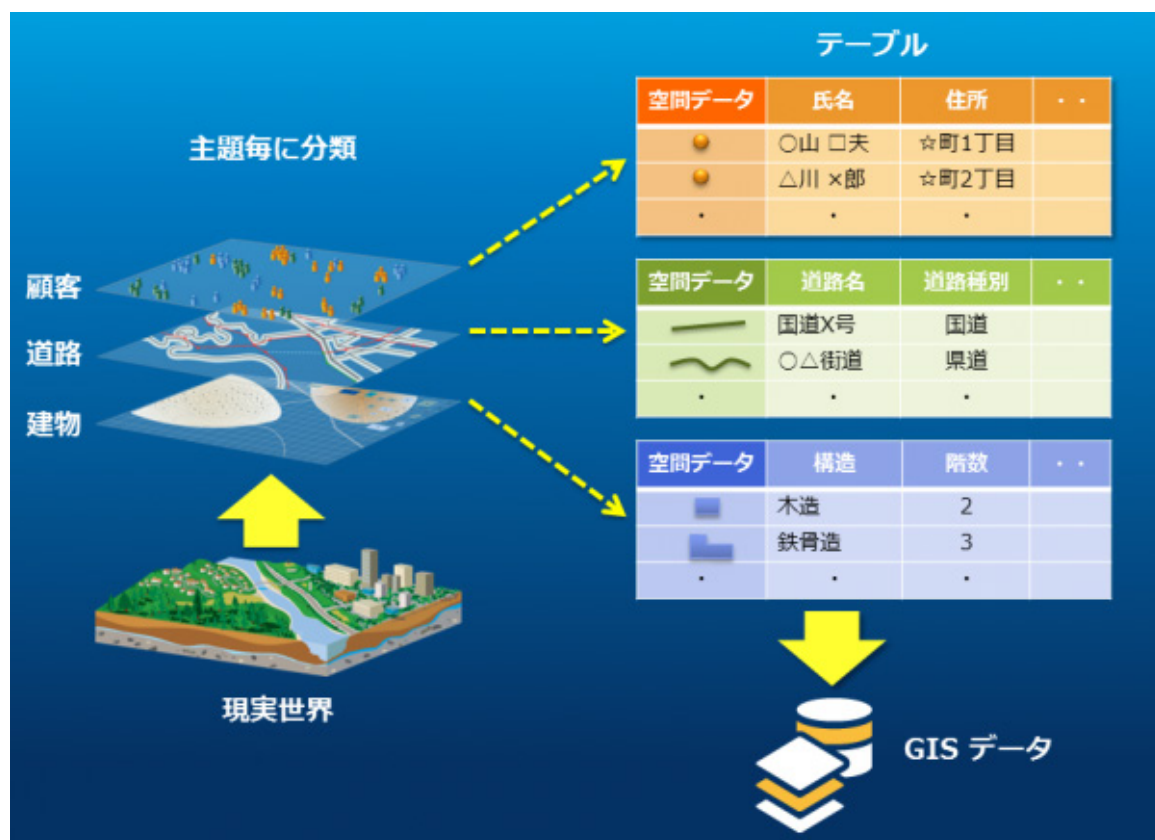 テーブル
主題毎に分類
顧客
道路
建物
現実世界
空間データ 氏名 住所 ・・
○山 □夫 ☆町1丁目
△川 ×郎 ☆町2丁目
・ ・ ・
空間データ 道路名 道路種別 ・・
国道X号 国道
○△街道 県道
・ ・ ・
空間データ 構造 階数 ・・
木造 2
鉄骨造 3
・ ・ ・
GIS データ